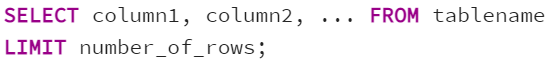 SELECT column1, column2, ... FROM tablename
LIMIT number_of_rows;